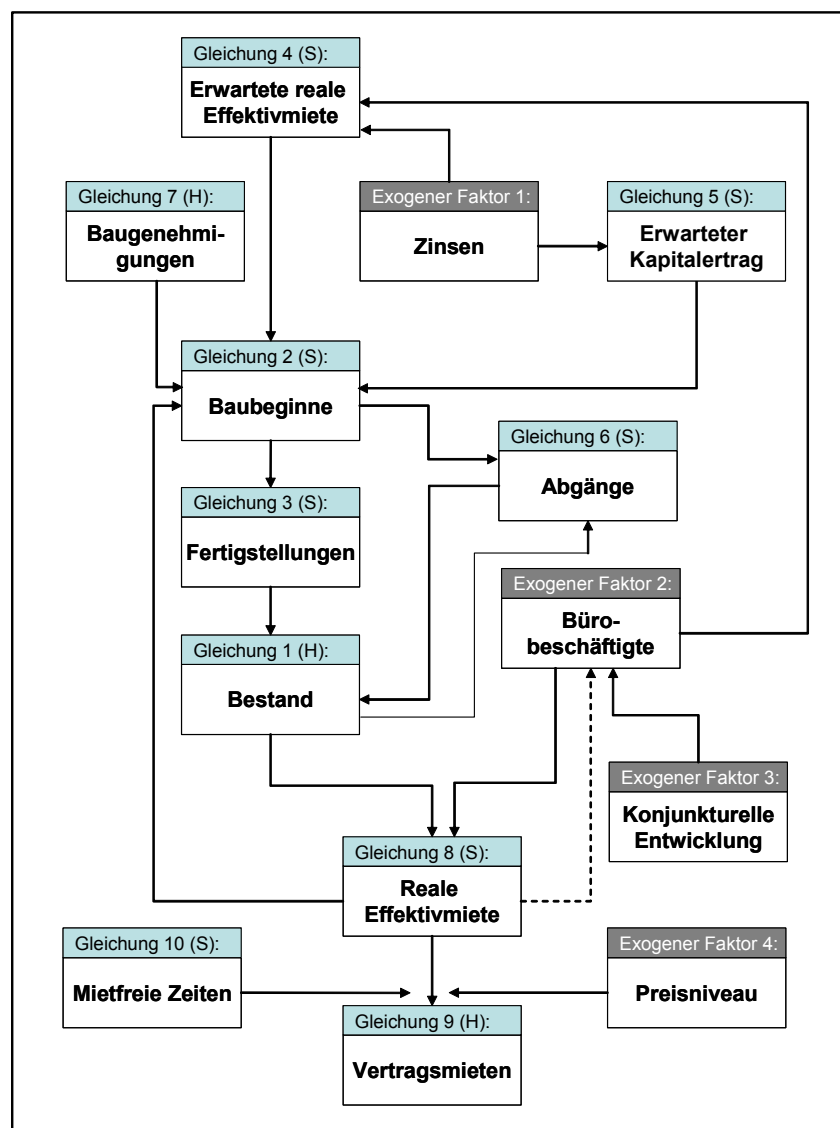 Gleichung 4 (S):
Erwartete reale
Effektivmiete
Gleichung 7 (H):
Baugenehmi-
gungen
Exogener Faktor 1:
Zinsen
Gleichung 5 (S):
Erwarteter
Kapitalertrag
Gleichung 2 (S):
Baubeginne
Gleichung 6 (S):
Abgänge
Gleichung 3 (S):
Fertigstellungen
Exogener Faktor 2:
Büro-
beschäftigte
Gleichung 1 (H):
Bestand
Exogener Faktor 3:
Konjunkturelle
Entwicklung
Gleichung 8 (S):
Reale
Effektivmiete
Gleichung 10 (S):
Mietfreie Zeiten
Exogener Faktor 4:
Preisniveau
Gleichung 9 (H):
Vertragsmieten